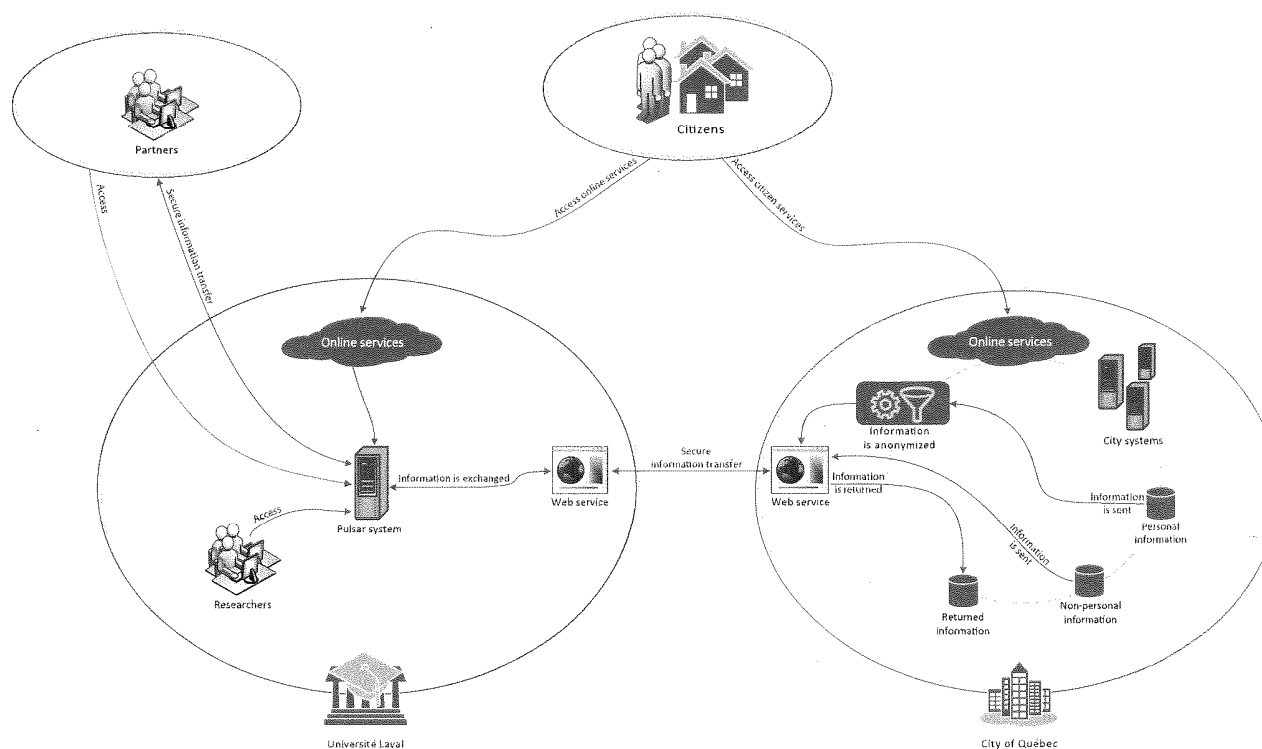 Partners
Citizens
Access
Secure information transfer
Access online services
Access citizen services
Online services
Online services
Information
is anonymized
City systems
Secure
information transfer
Information is exchanged
Web service
Web service
Information
is returned
Information
is sent
Personal
information
Pulsar system
Access
Information
is sent
Researchers
Returned
information
Non-personal
information
Université Laval
City of Québec